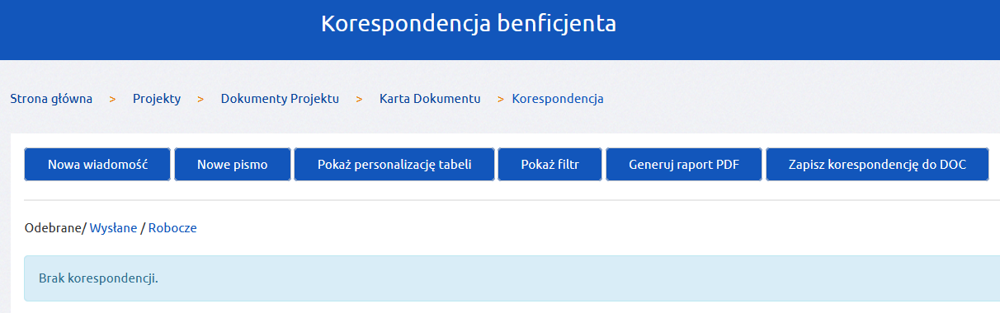 Korespondencja benficjenta
Strona główna > Projekty > Dokumenty Projektu > Karta Dokumentu > Korespondencja
Nowa wiadomość Nowe pismo Pokaż personalizację tabeli Pokaż filtr Generuj raport PDF Zapisz korespondencję do DOC
Odebrane/ Wysłane / Robocze
Brak korespondencji.